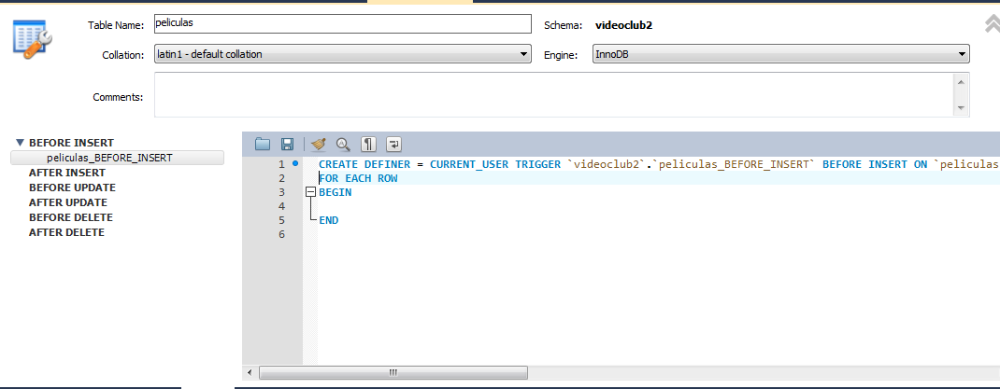 Table Name: peliculas Schema: videoclub2
Collation: latin1 - default collation Engine: InnoDB
Comments:
BEFORE INSERT
peliculas_BEFORE_INSERT
AFTER INSERT
BEFORE UPDATE
AFTER UPDATE
BEFORE DELETE
AFTER DELETE
1 CREATE DEFINER = CURRENT_USER TRIGGER `videoclub2`.`peliculas_BEFORE_INSERT` BEFORE INSERT ON `peliculas
2 FOR EACH ROW
3 BEGIN
4
5 END
6